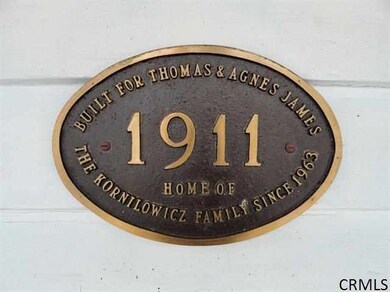 BUILT FOR THOMAS & AGNES JAMES
1911
HOME OF
THE KORNILOWICZ FAMILY SINCE 1963
CRMLS